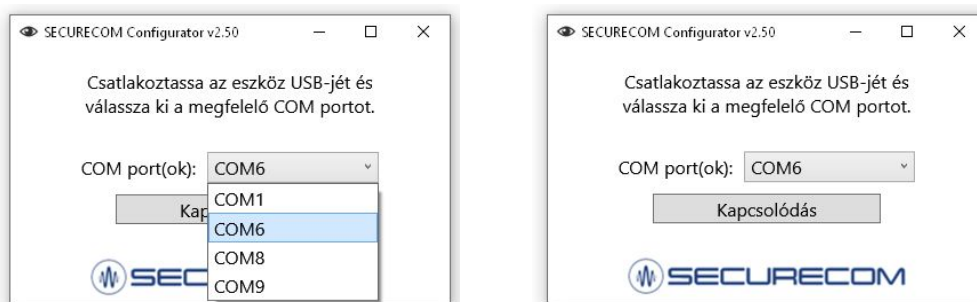 SECURECOM Configurator v2.50
Csatlakoztassa az eszköz USB-jét és
válassza ki a megfelelő COM portot.
COM port(ok): COM6
COM1
Kap
COM6
COM8
SEC
COM9
SECURECOM Configurator v2.50
Csatlakoztassa az eszköz USB-jét és
válassza ki a megfelelő COM portot.
COM port(ok): COM6
Kapcsolódás
SECURECOM